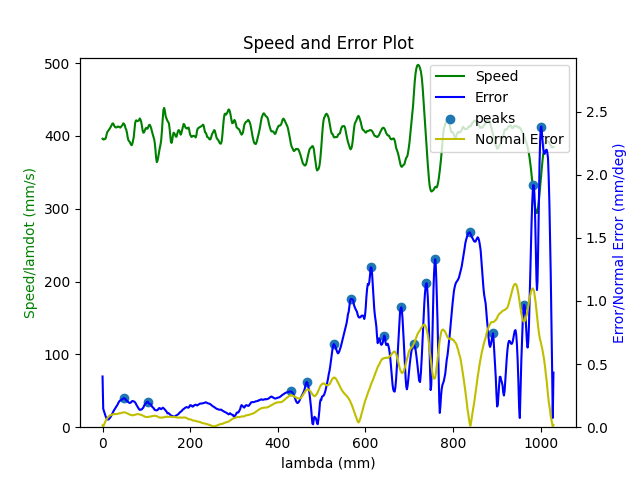 Speed and Error Plot
Speed/lamdot (mm/s)
500
400
300
200
100
0
Speed
Error
peaks
Normal Error
2.5
2.0
1.5
1.0
0.5
0.0
Error/Normal Error (mm/deg)
0 200 400 600 800 1000
lambda (mm)